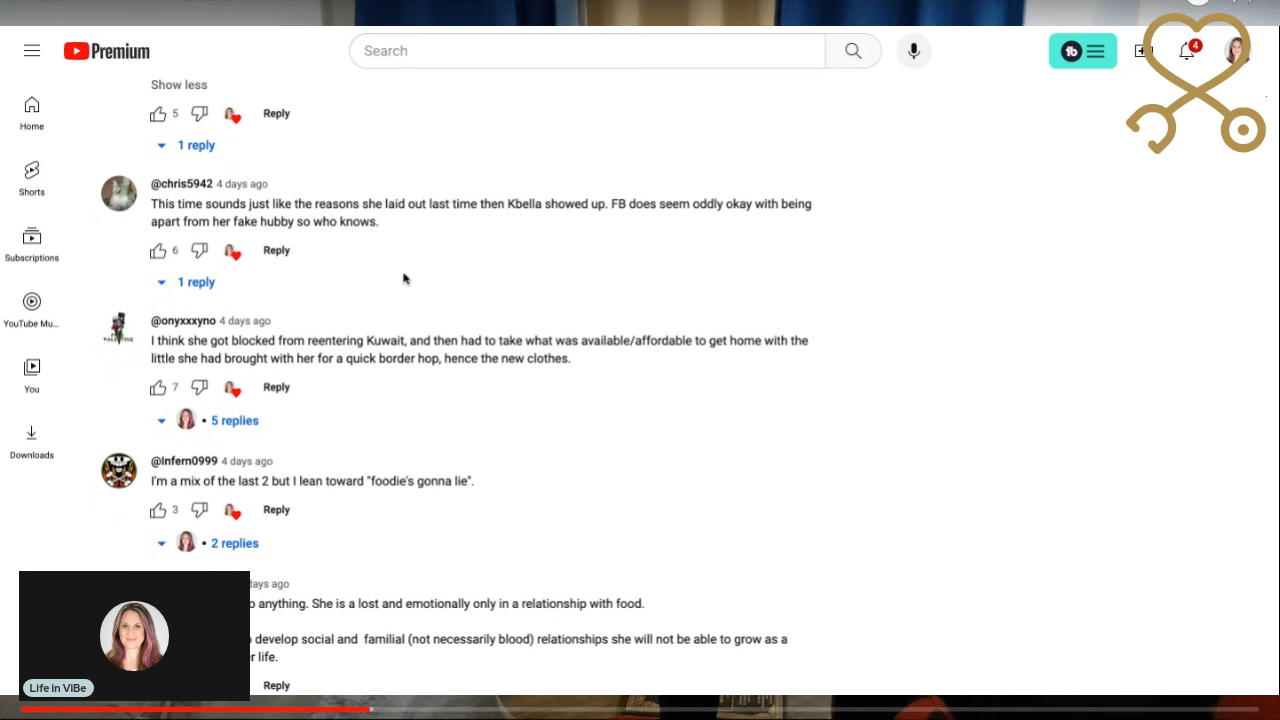 Premium
Search
4
Show less
5
Reply
1 reply
@chris5942 4 days ago
This time sounds just like the reasons she laid out last time then Kbella showed up. FB does seem oddly okay with being
apart from her fake hubby so who knows.
6
Reply
1 reply
@onyxxxyno 4 days ago
I think she got blocked from reentering Kuwait, and then had to take what was available/affordable to get home with the
little she had brought with her for a quick border hop, hence the new clothes.
7
Reply
• 5 replies
@Infern0999 4 days ago
I'm a mix of the last 2 but I lean toward "foodie's gonna lie".
3
Reply
• 2 replies
days ago
anything. She is a lost and emotionally only in a relationship with food.
develop social and familial (not necessarily blood) relationships she will not be able to grow as a
life.
Reply
Home
Shorts
Subscriptions
YouTube Mu...
You
Downloads
Life in ViBe